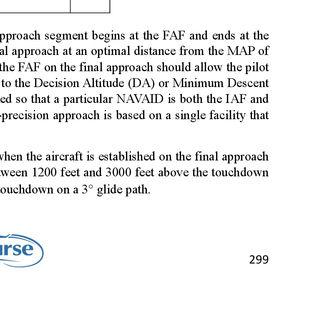 pproach segment begins at the FAF and ends at the
al approach at an optimal distance from the MAP of
the FAF on the final approach should allow the pilot
to the Decision Altitude (DA) or Minimum Descent
ed so that a particular NAVAID is both the IAF and
-precision approach is based on a single facility that
when the aircraft is established on the final approach
tween 1200 feet and 3000 feet above the touchdown
touchdown on a 3° glide path.
urse
299